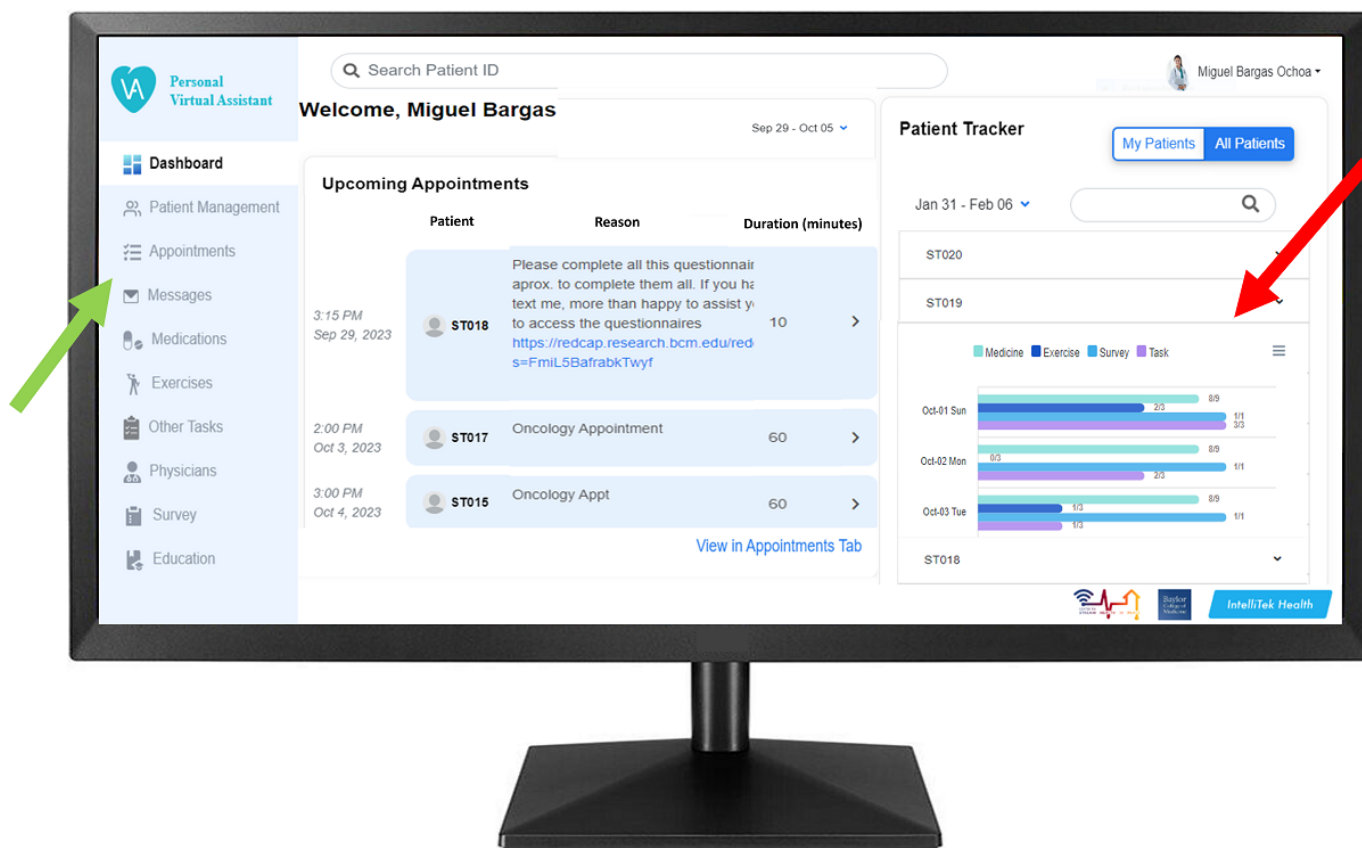 VA
Personal
Virtual Assistant
Search Patient ID
Miguel Bargas Ochoa
Welcome, Miguel Bargas
Sep 29 - Oct 05
Dashboard
Patient Management
Appointments
Messages
Medications
Exercises
Other Tasks
Physicians
Survey
Education
Upcoming Appointments
Patient Reason Duration (minutes)
3:15 PM
Sep 29, 2023
ST018
Please complete all this questionnair
aprox. to complete them all. If you ha
text me, more than happy to assist y
to access the questionnaires
https://redcap.research.bcm.edu/red
s=FmiL5BafrabkTwyf
10
2:00 PM
Oct 3, 2023
ST017
Oncology Appointment
60
3:00 PM
Oct 4, 2023
ST015
Oncology Appt
60
View in Appointments Tab
Patient Tracker
My Patients All Patients
Jan 31 - Feb 06
ST020
ST019
Medicine Exercise Survey Task
Oct-01 Sun
8/9
2/3
1/1
3/3
Oct-02 Mon
8/9
0/3
1/1
2/3
Oct-03 Tue
8/9
1/3
1/1
1/3
ST018
Baylor
College of
Medicine
IntelliTek Health